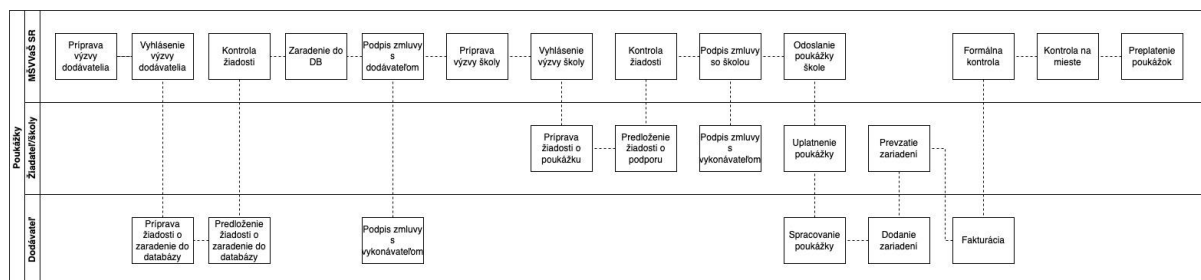 Poukážky
MŠVVaŠ SR
Príprava
výzvy
dodávatelia
Vyhlásenie
výzvy
dodávatelia
Kontrola
žiadosti
Zaradenie do
DB
Podpis zmluvy
s
dodávateľom
Príprava
výzvy školy
Vyhlásenie
výzvy školy
Kontrola
žiadosti
Podpis zmluvy
so školou
Odoslanie
poukážky
škole
Formálna
kontrola
Kontrola na
mieste
Preplatenie
poukážok
Žiadateľ/školy
Príprava
žiadosti o
poukážku
Predloženie
žiadosti o
podporu
Podpis zmluvy
s
vykonávateľom
Uplatnenie
poukážky
Prevzatie
zariadení
Dodávateľ
Príprava
žiadosti o
zaradenie do
databázy
Predloženie
žiadosti o
zaradenie do
databázy
Podpis zmluvy
s
vykonávateľom
Spracovanie
poukážky
Dodanie
zariadení
Fakturácia